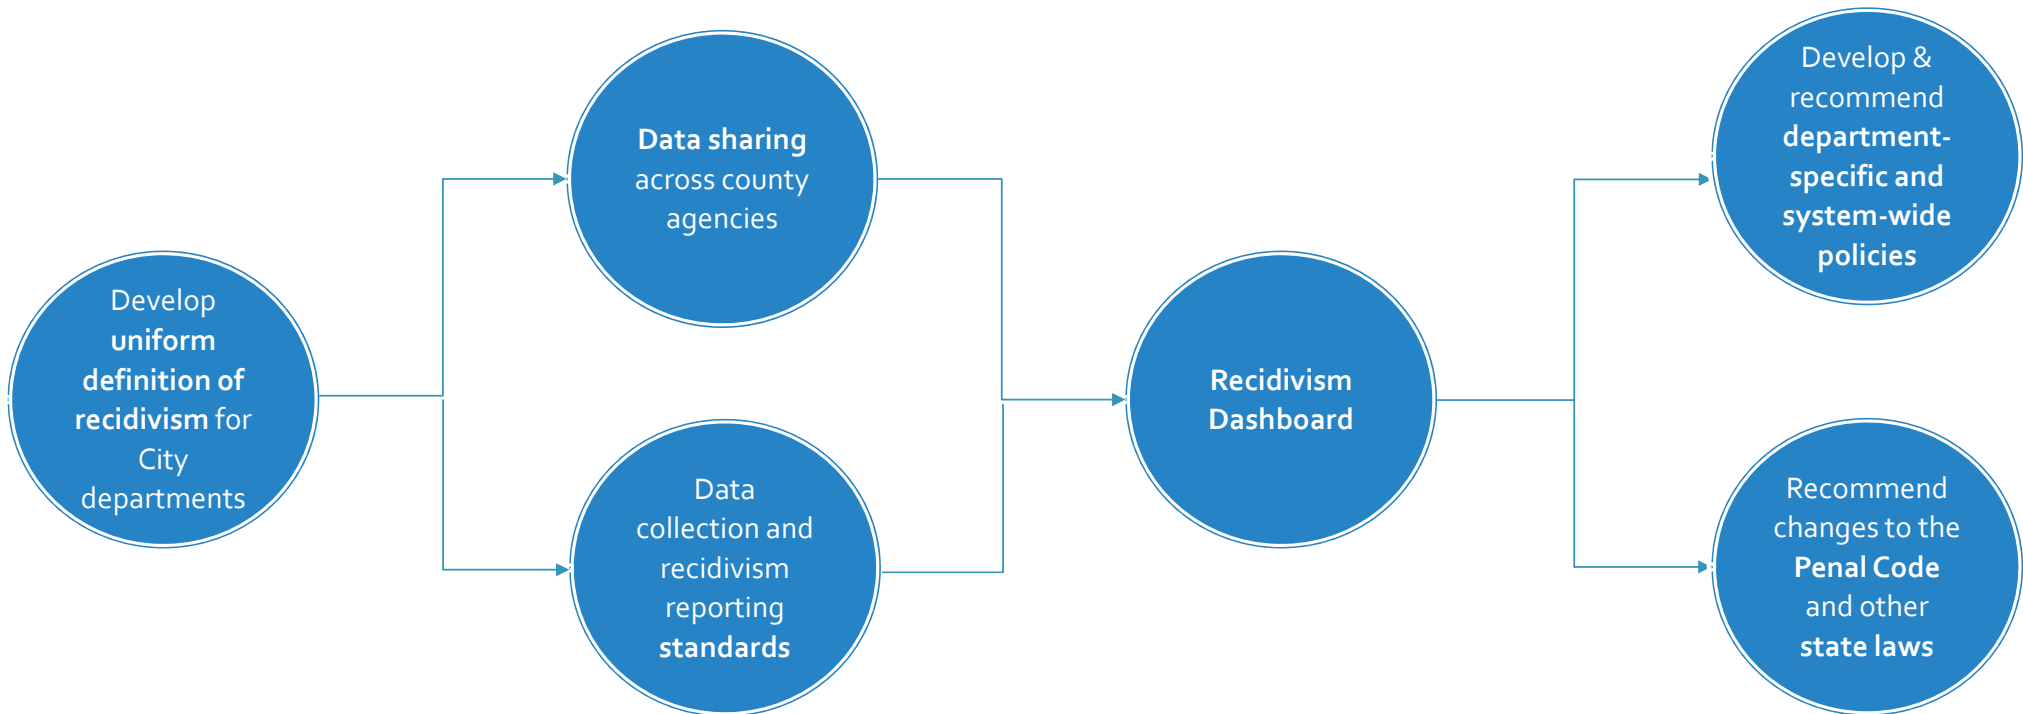 Develop
uniform
definition of
recidivism for
City
departments
Data sharing
across county
agencies
Data
collection and
recidivism
reporting
standards
Recidivism
Dashboard
Develop &
recommend
department-
specific and
system-wide
policies
Recommend
changes to the
Penal Code
and other
state laws